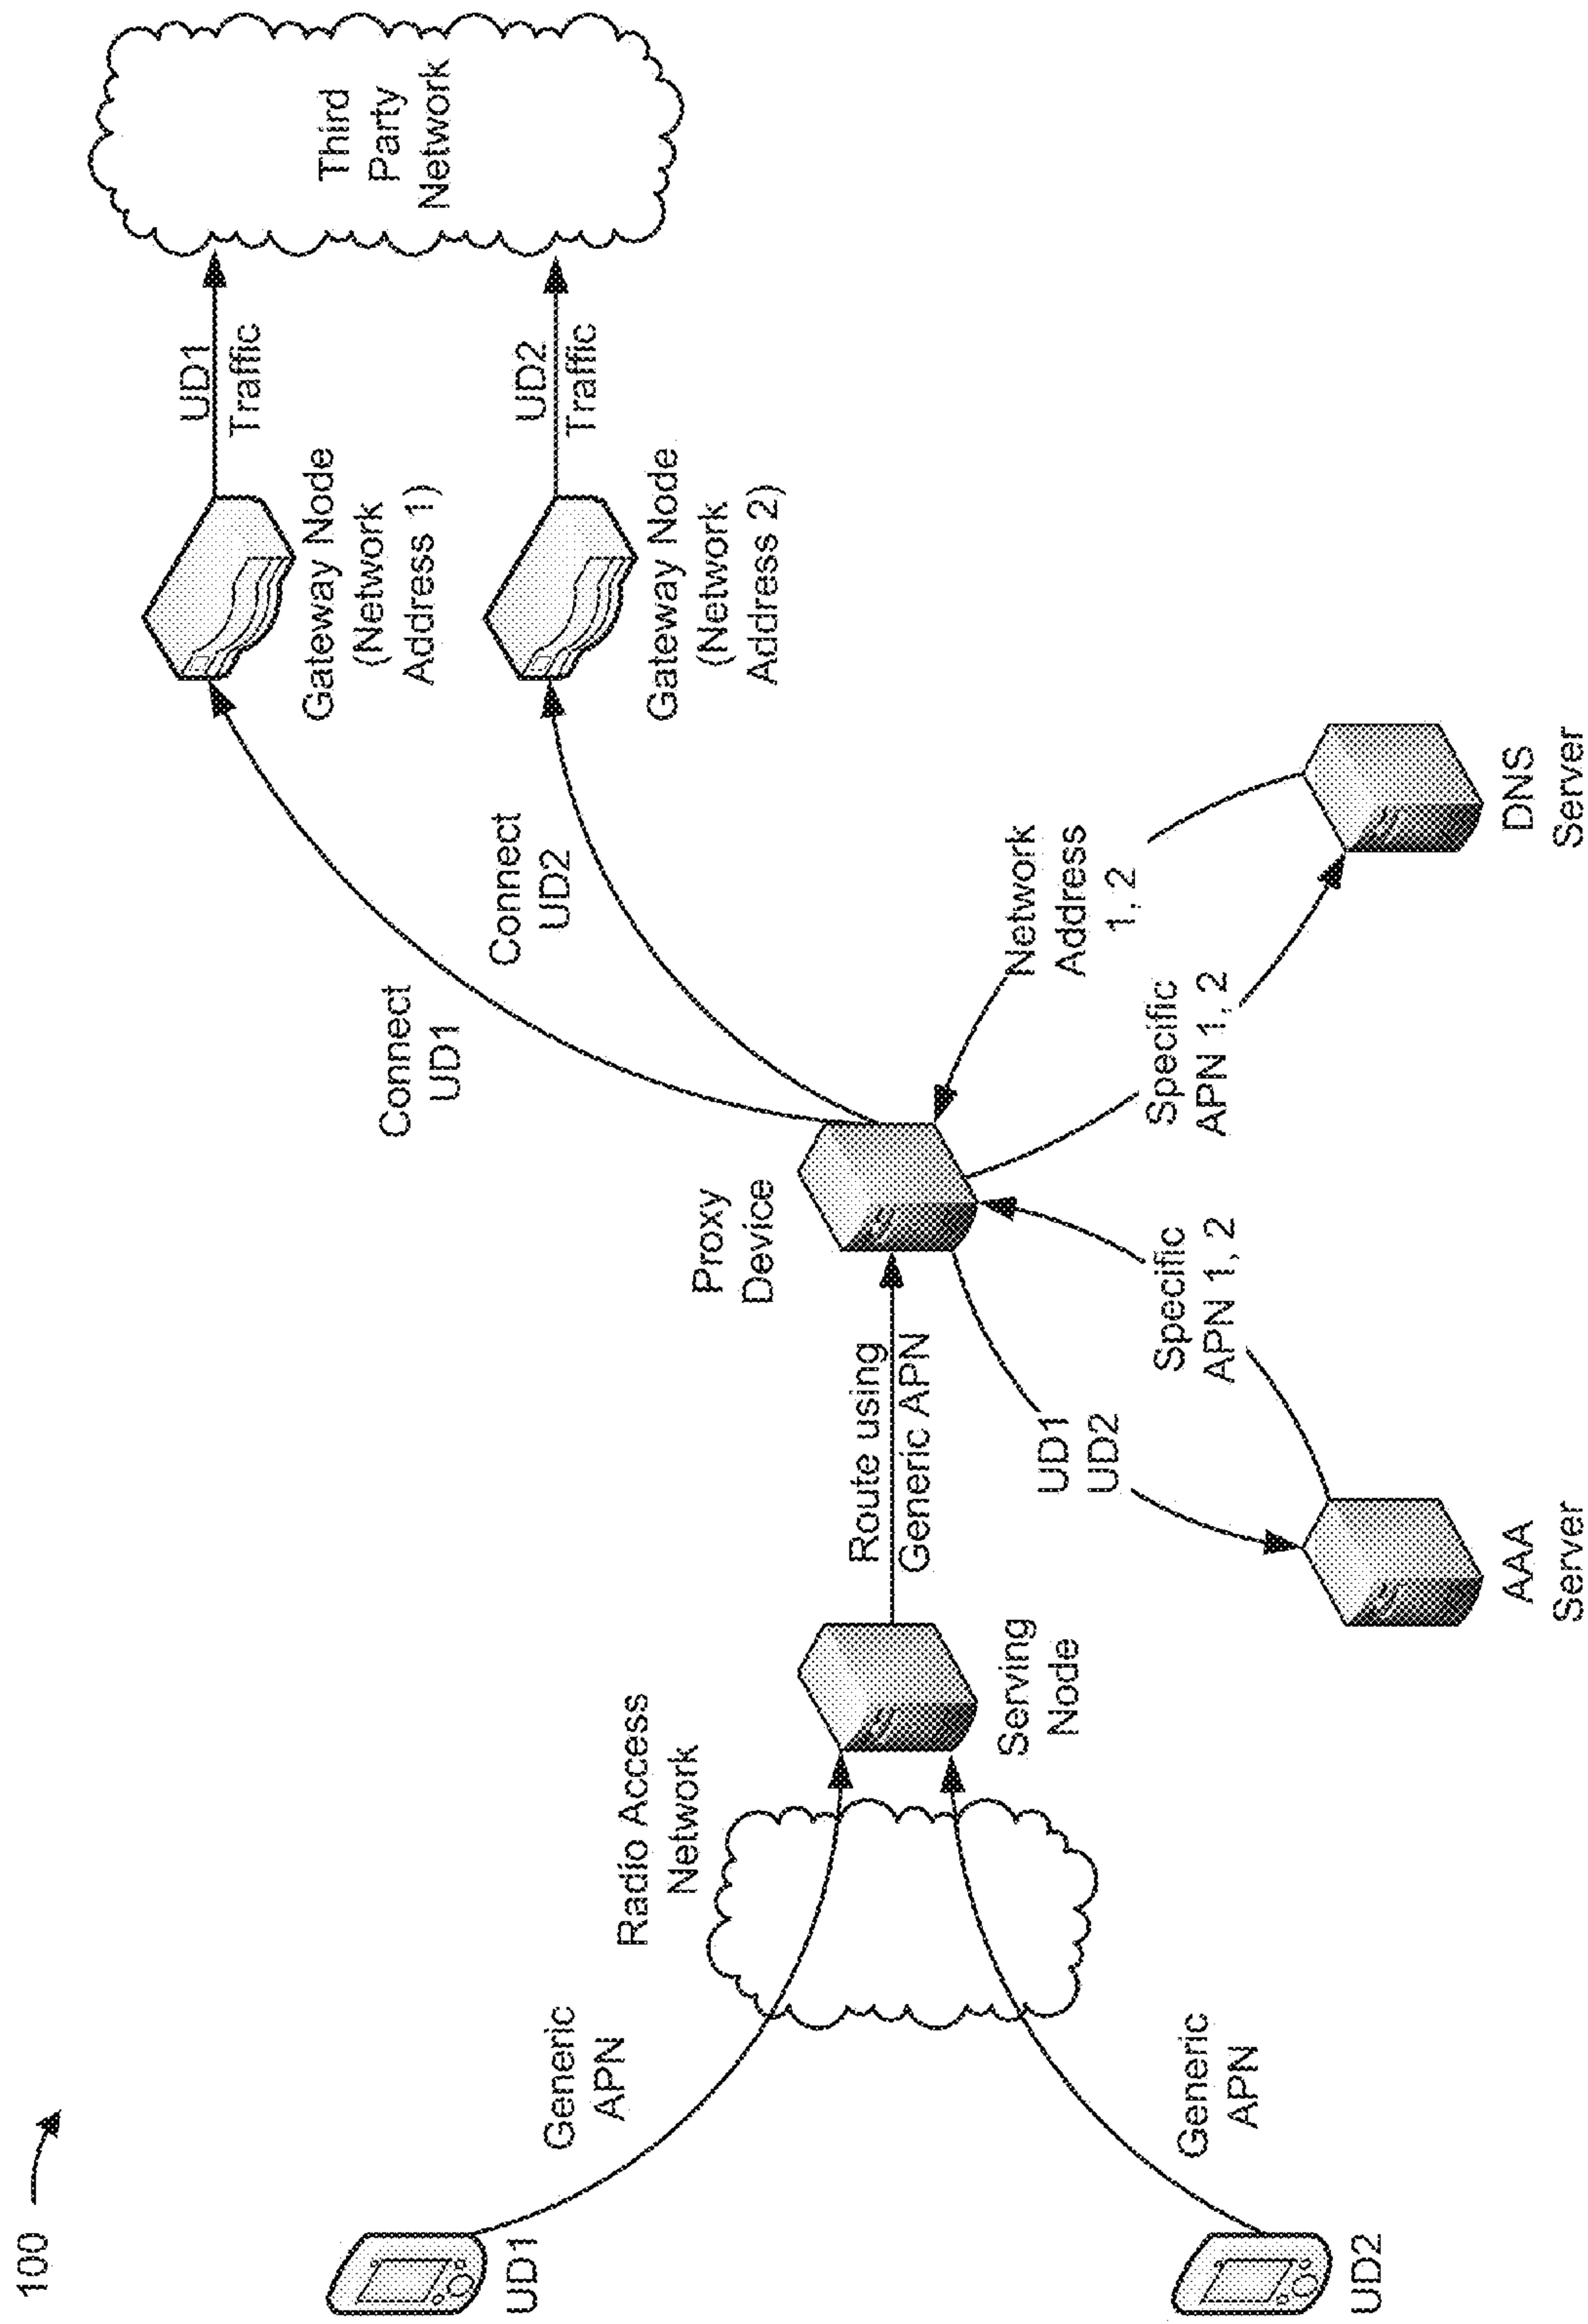 100
UD1
Generic
APN
UD2
Generic
APN
Radio Access
Network
Serving
Node
Route using
Generic APN
Proxy
Device
UD1
UD2
AAA
Server
Specific
APN 1, 2
Specific
APN 1, 2
Network
Address
1, 2
DNS
Server
Connect
UD1
Connect
UD2
Gateway Node
(Network
Address 1)
Gateway Node
(Network
Address 2)
UD1
Traffic
UD2
Traffic
Third
Party
Network